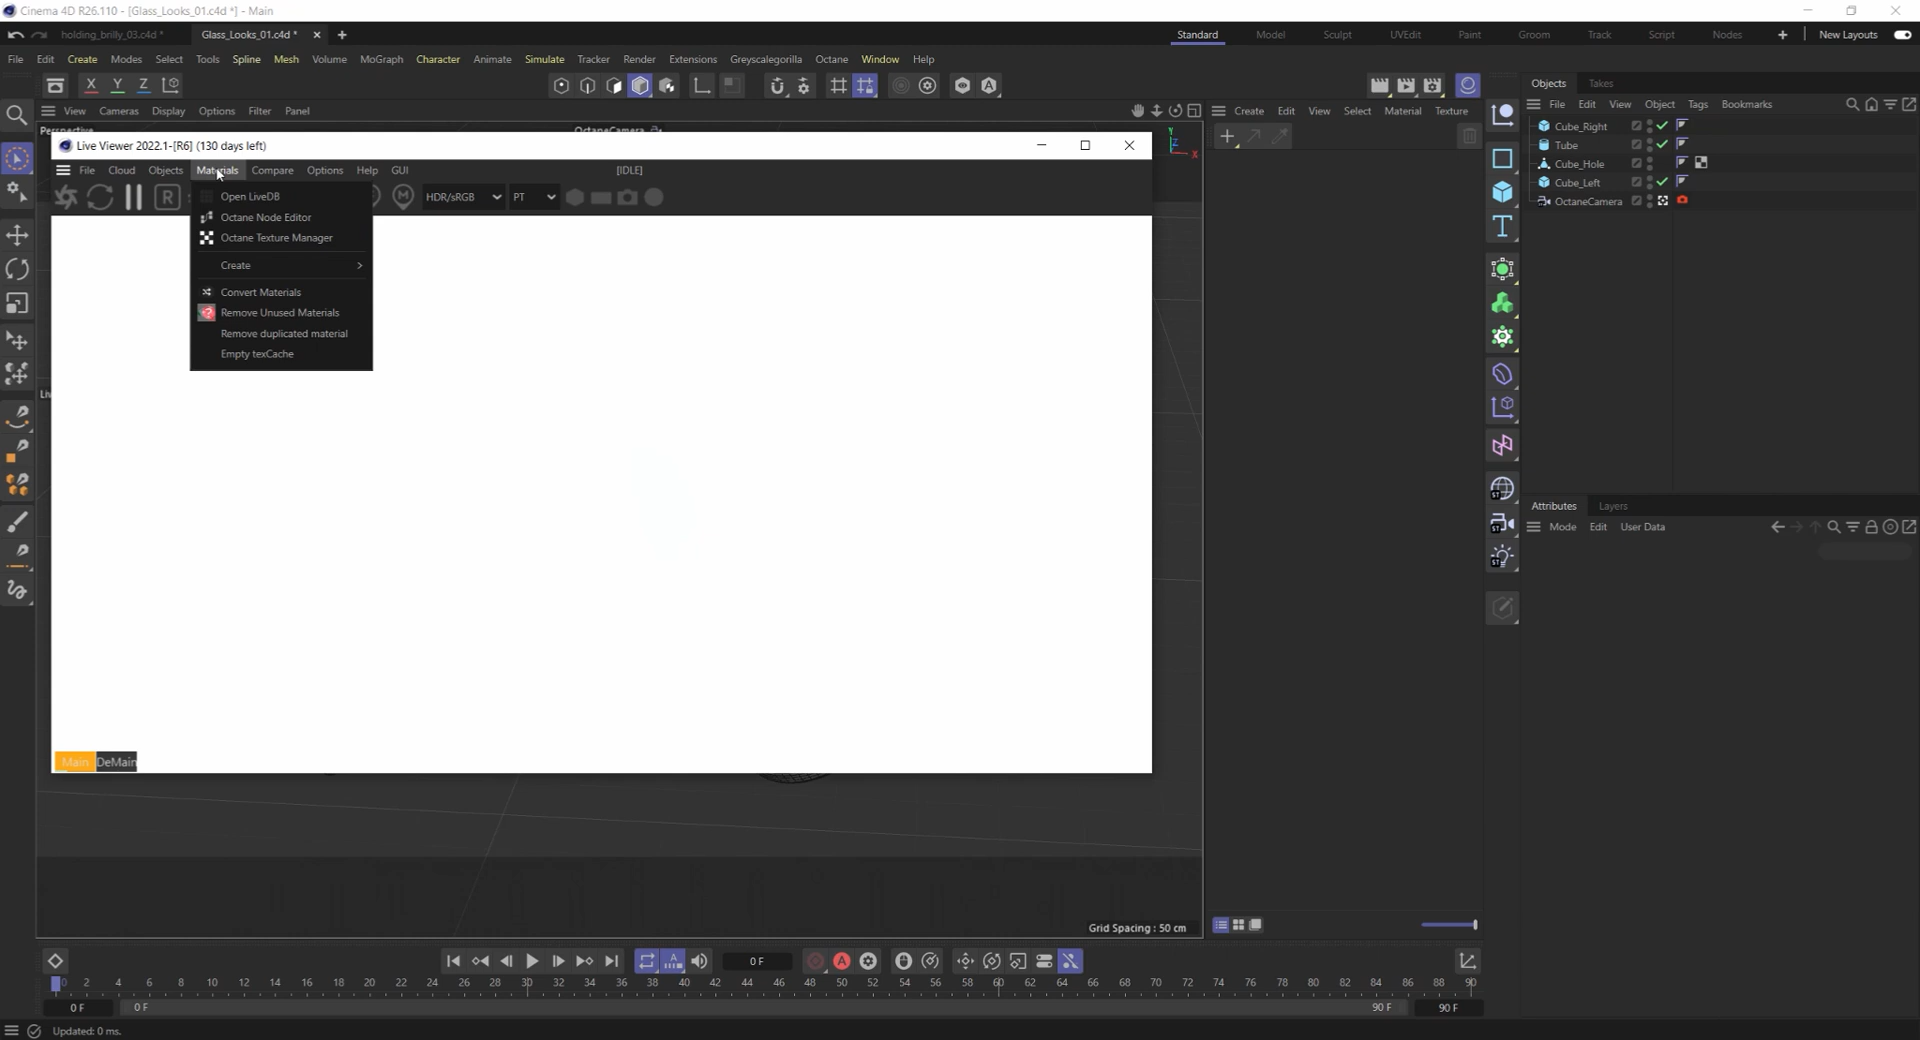 Cinema 4D R26.110 - [Glass_Looks_01.c4d *] - Main
holding_brilly_03.c4d * Glass_Looks_01.c4d * Standard Model Sculpt UVEdit Paint Groom Track Script Nodes New Layouts
File Edit Create Modes Select Tools Spline Mesh Volume MoGraph Character Animate Simulate Tracker Render Extensions Greyscalegorilla Octane Window Help
X Y Z
Objects Takes
View Cameras Display Options Filter Panel
Create Edit View Select Material Texture
File Edit View Object Tags Bookmarks
Perspective OctaneCamera
Cube_Right
Tube
Cube_Hole
Cube_Left
OctaneCamera
Y
Z
X
Live Viewer 2022.1-[R6] (130 days left)
File Cloud Objects Materials Compare Options Help GUI [IDLE]
R M HDR/sRGB PT
Open LiveDB
Octane Node Editor
Octane Texture Manager
Create
Convert Materials
Remove Unused Materials
Remove duplicated material
Empty texCache
Main DeMain
Grid Spacing : 50 cm
Attributes Layers
Mode Edit User Data
ST
ST
ST
0 F
0 2 4 6 8 10 12 14 16 18 20 22 24 26 28 30 32 34 36 38 40 42 44 46 48 50 52 54 56 58 60 62 64 66 68 70 72 74 76 78 80 82 84 86 88 90
0 F 0 F 90 F 90 F
Updated: 0 ms.